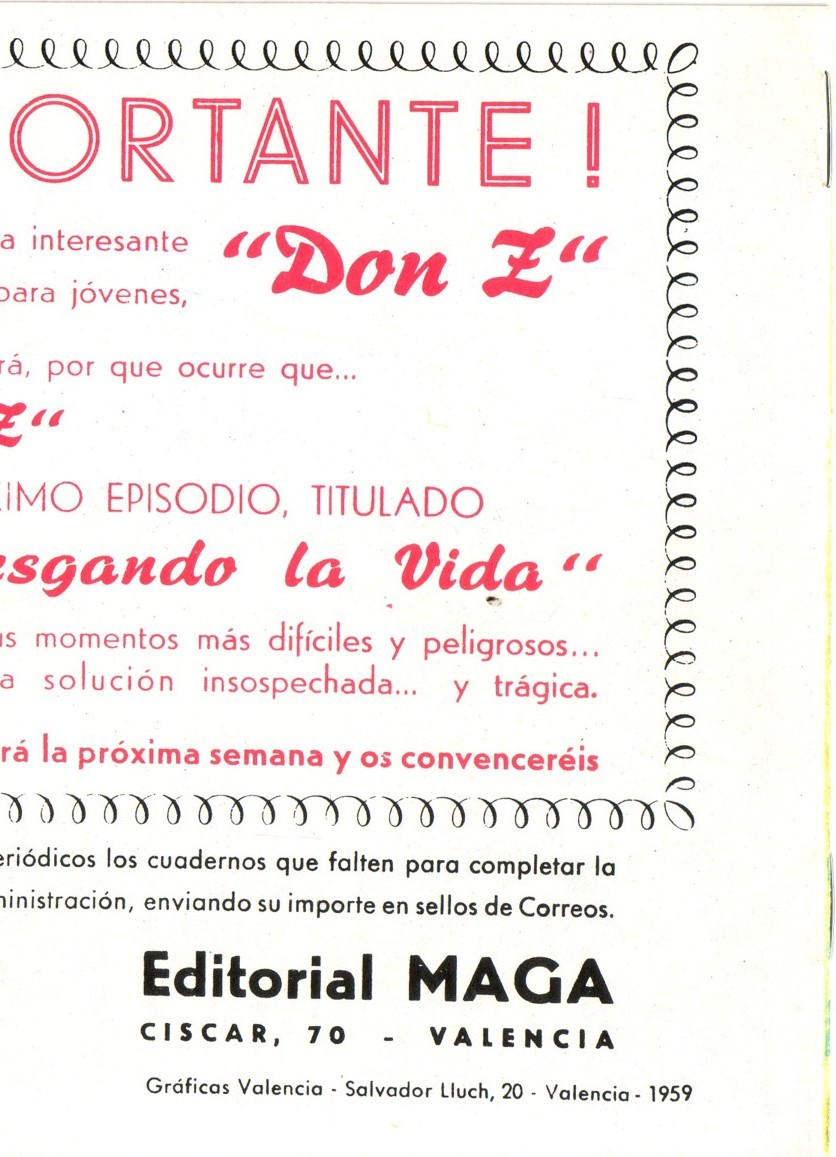 ORTANTE!
a interesante "Don Z"
para jóvenes,
rá, por que ocurre que...
Z"
IMO EPISODIO, TITULADO
esgando la Vida"
us momentos más difíciles y peligrosos...
a solución insospechada... y trágica.
rá la próxima semana y os convenceréis
eriódicos los cuadernos que falten para completar la
ministración, enviando su importe en sellos de Correos.
Editorial MAGA
CISCAR, 70 - VALENCIA
Gráficas Valencia - Salvador Lluch, 20 - Valencia - 1959